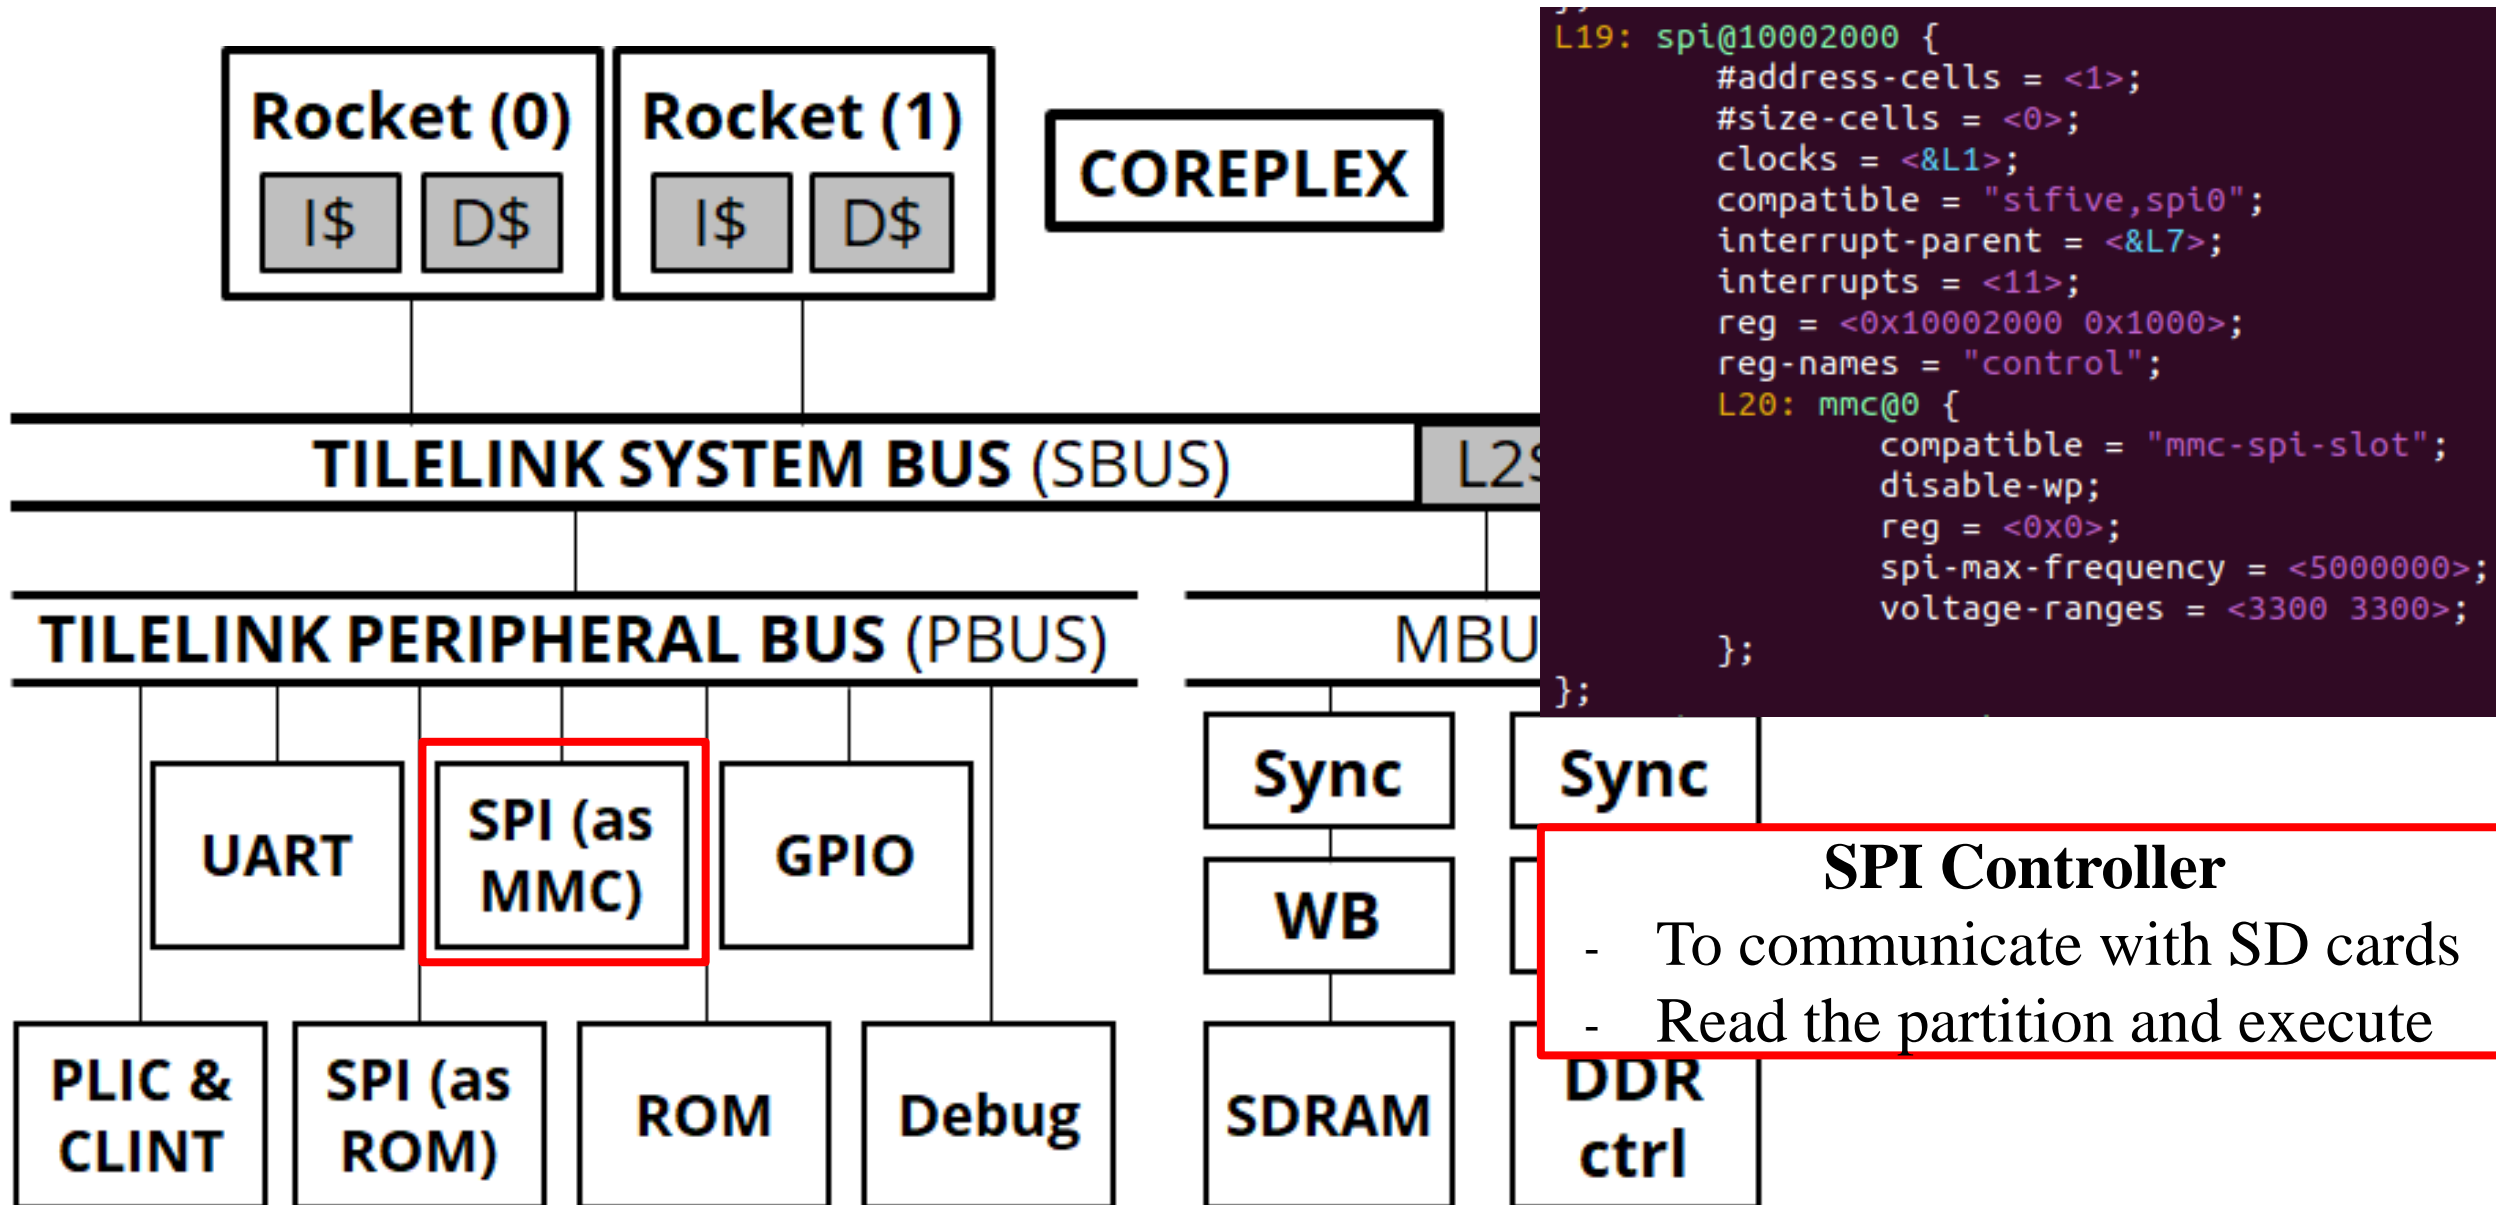 Rocket (0)
I$ D$
Rocket (1)
I$ D$
COREPLEX
TILELINK SYSTEM BUS (SBUS)
TILELINK PERIPHERAL BUS (PBUS)
UART
SPI (as
MMC)
GPIO
PLIC &
CLINT
SPI (as
ROM)
ROM
Debug
Sync
WB
SDRAM
Sync
DDR
ctrl
L19: spi@10002000 {
#address-cells = <1>;
#size-cells = <0>;
clocks = <&L1>;
compatible = "sifive,spi0";
interrupt-parent = <&L7>;
interrupts = <11>;
reg = <0x10002000 0x1000>;
reg-names = "control";
L20: mmc@0 {
compatible = "mmc-spi-slot";
disable-wp;
reg = <0x0>;
spi-max-frequency = <5000000>;
voltage-ranges = <3300 3300>;
};
};
SPI Controller
- To communicate with SD cards
- Read the partition and execute